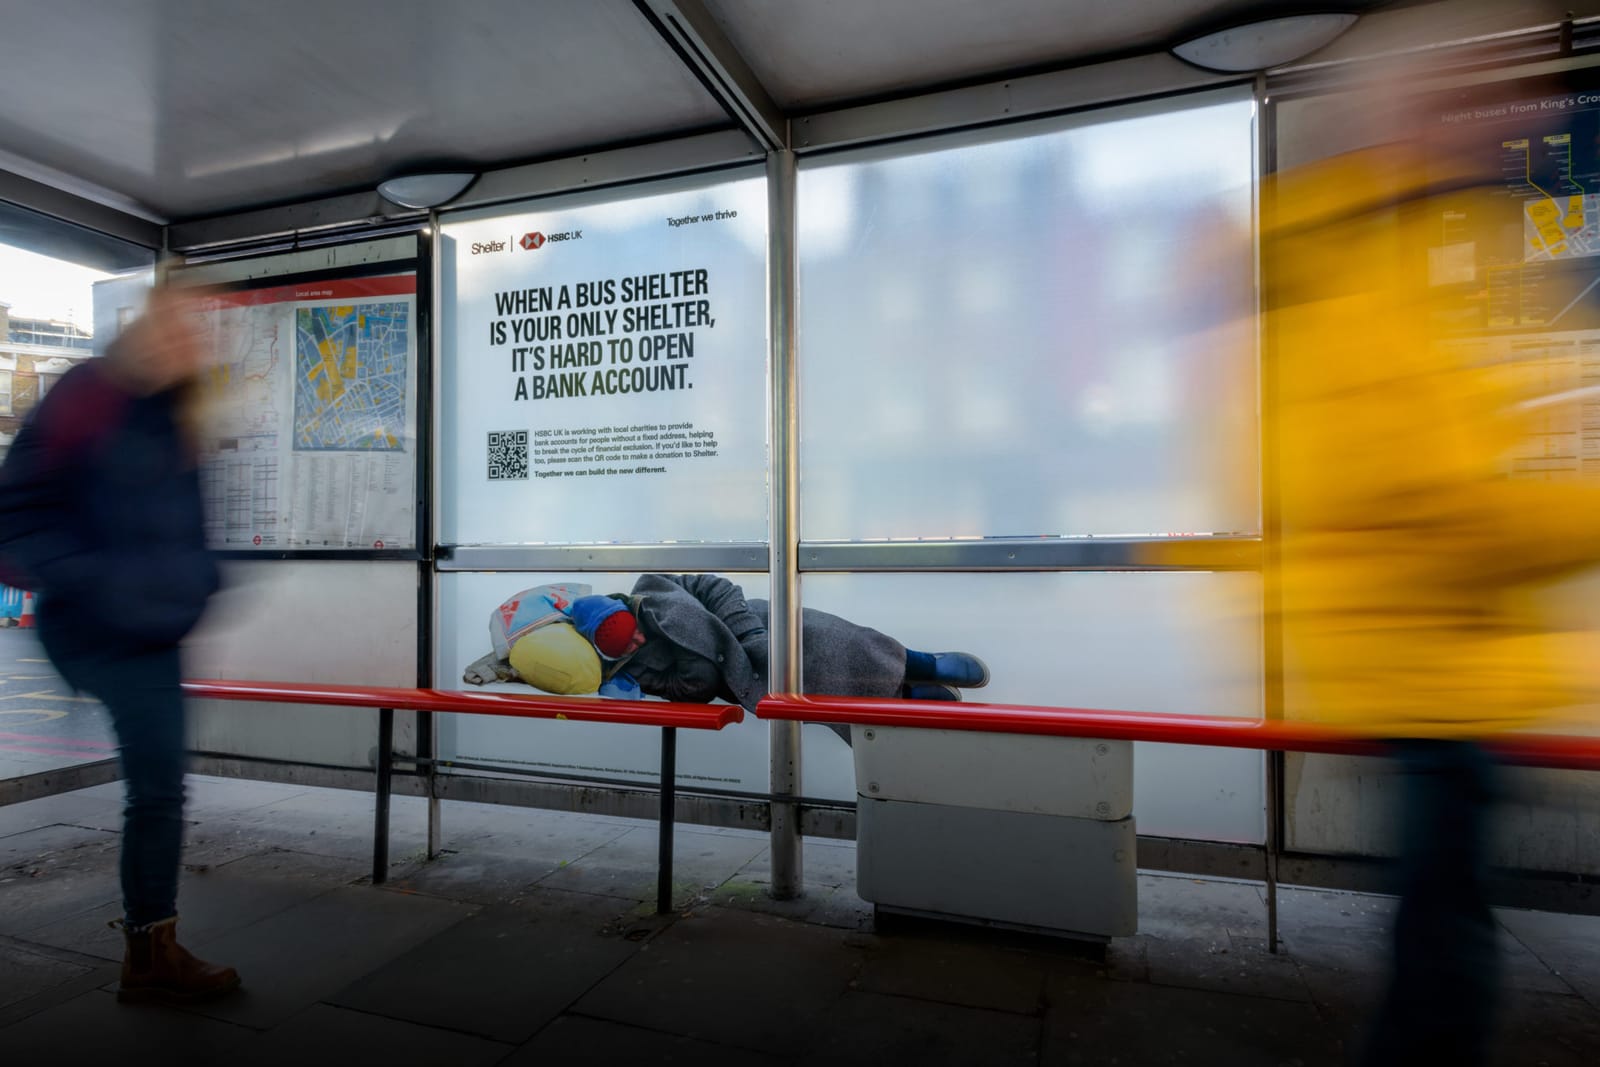 Local area map
Shelter | HSBC UK
Together we thrive
WHEN A BUS SHELTER
IS YOUR ONLY SHELTER,
IT'S HARD TO OPEN
A BANK ACCOUNT.
HSBC UK is working with local charities to provide
bank accounts for people without a fixed address, helping
to break the cycle of financial exclusion. If you'd like to help
too, please scan the QR code to make a donation to Shelter.
Together we can build the new different.
Night buses from King's Cro